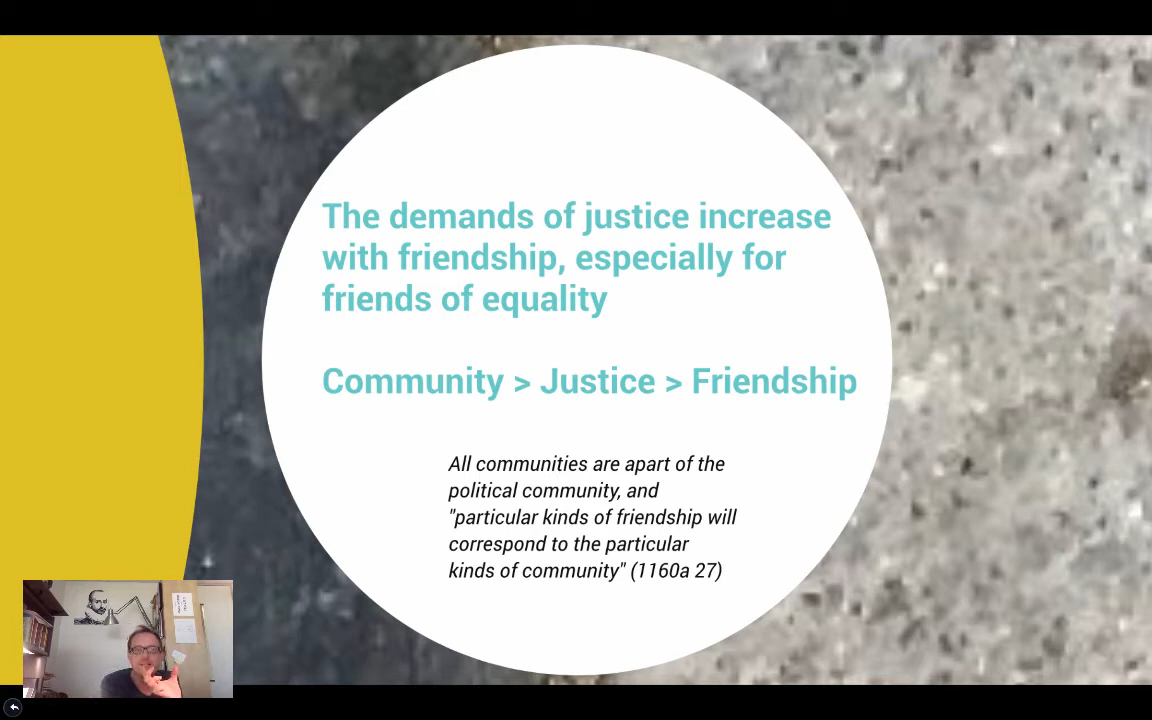 The demands of justice increase
with friendship, especially for
friends of equality
Community > Justice > Friendship
All communities are apart of the
political community, and
"particular kinds of friendship will
correspond to the particular
kinds of community" (1160a 27)